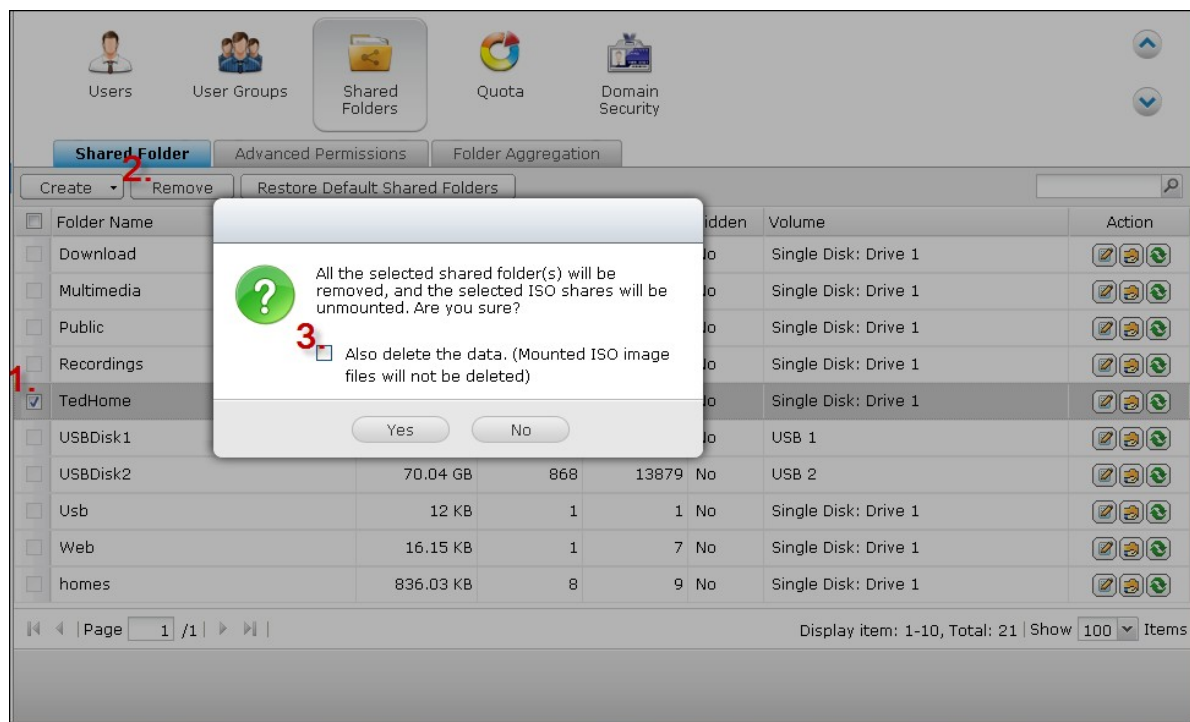 Users
User Groups
Shared
Folders
Quota
Domain
Security
Shared Folder
Advanced Permissions
Folder Aggregation
2.
Create
Remove
Restore Default Shared Folders
Folder Name
Volume
Action
Download
Single Disk: Drive 1
Multimedia
Single Disk: Drive 1
Public
Single Disk: Drive 1
Recordings
Single Disk: Drive 1
1.
TedHome
Single Disk: Drive 1
USBDisk1
USB 1
USBDisk2 70.04 GB 868 13879 No USB 2
Usb 12 KB 1 1 No Single Disk: Drive 1
Web 16.15 KB 1 7 No Single Disk: Drive 1
homes 836.03 KB 8 9 No Single Disk: Drive 1
All the selected shared folder(s) will be
removed, and the selected ISO shares will be
unmounted. Are you sure?
3.
Also delete the data. (Mounted ISO image
files will not be deleted)
Yes
No
Page 1 /1
Display item: 1-10, Total: 21 | Show 100 Items